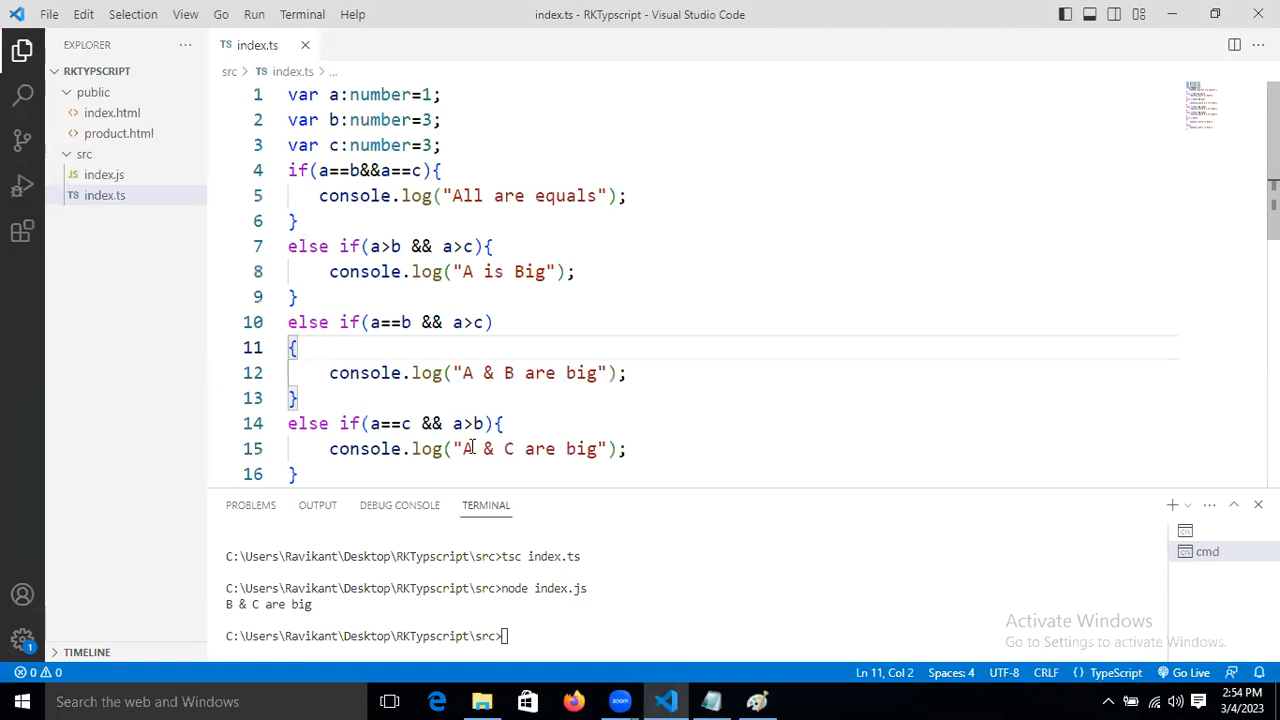 File Edit Selection View Go Run Terminal Help index.ts - RKTypscript - Visual Studio Code
EXPLORER
TS index.ts
RKTYPSCRIPT
src > TS index.ts > ...
public
<> index.html
<> product.html
src
JS index.js
TS index.ts
1 var a:number=1;
2 var b:number=3;
3 var c:number=3;
4 if(a==b&&a==c){
5 console.log("All are equals");
6 }
7 else if(a>b && a>c){
8 console.log("A is Big");
9 }
10 else if(a==b && a>c)
11 {
12 console.log("A & B are big");
13 }
14 else if(a==c && a>b){
15 console.log("A & C are big");
16 }
PROBLEMS OUTPUT DEBUG CONSOLE TERMINAL
C:\Users\Ravikant\Desktop\RKTypscript\src>tsc index.ts
C:\Users\Ravikant\Desktop\RKTypscript\src>node index.js
B & C are big
C:\Users\Ravikant\Desktop\RKTypscript\src>
cmd
Activate Windows
Go to Settings to activate Windows.
TIMELINE
1
0 0 Ln 11, Col 2 Spaces: 4 UTF-8 CRLF {} TypeScript Go Live
Search the web and Windows
2:54 PM
3/4/2023